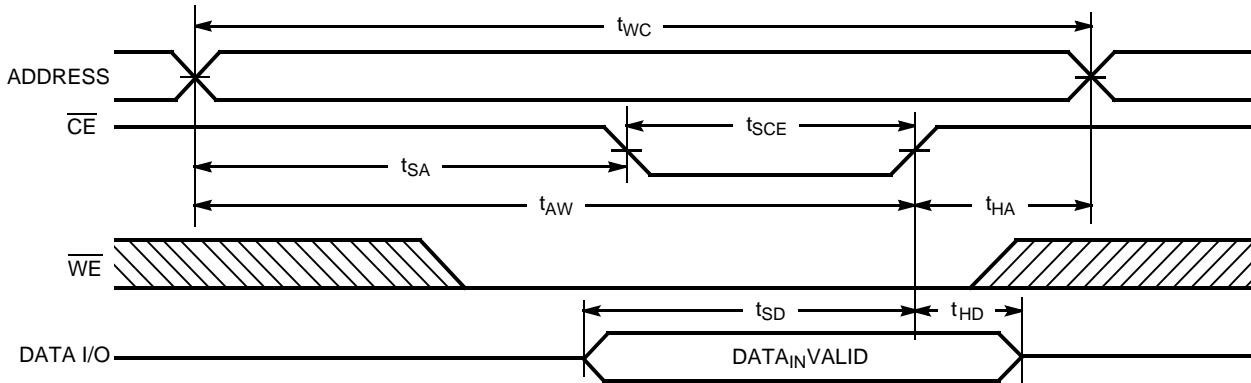 tWC
ADDRESS
CE
tSCE
tSA
tAW
tHA
WE
tSD
tHD
DATA I/O
DATAINVALID